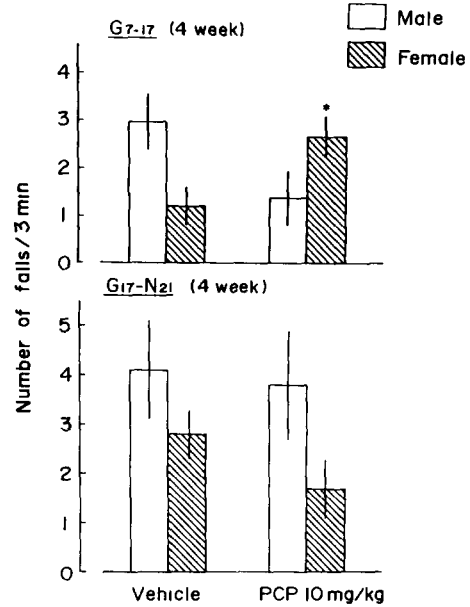 G7-17 (4 week)
Male
Female
4
3
2
1
0
*
Number of falls/3 min
G17-N21 (4 week)
5
4
3
2
1
0
Vehicle
PCP 10 mg/kg